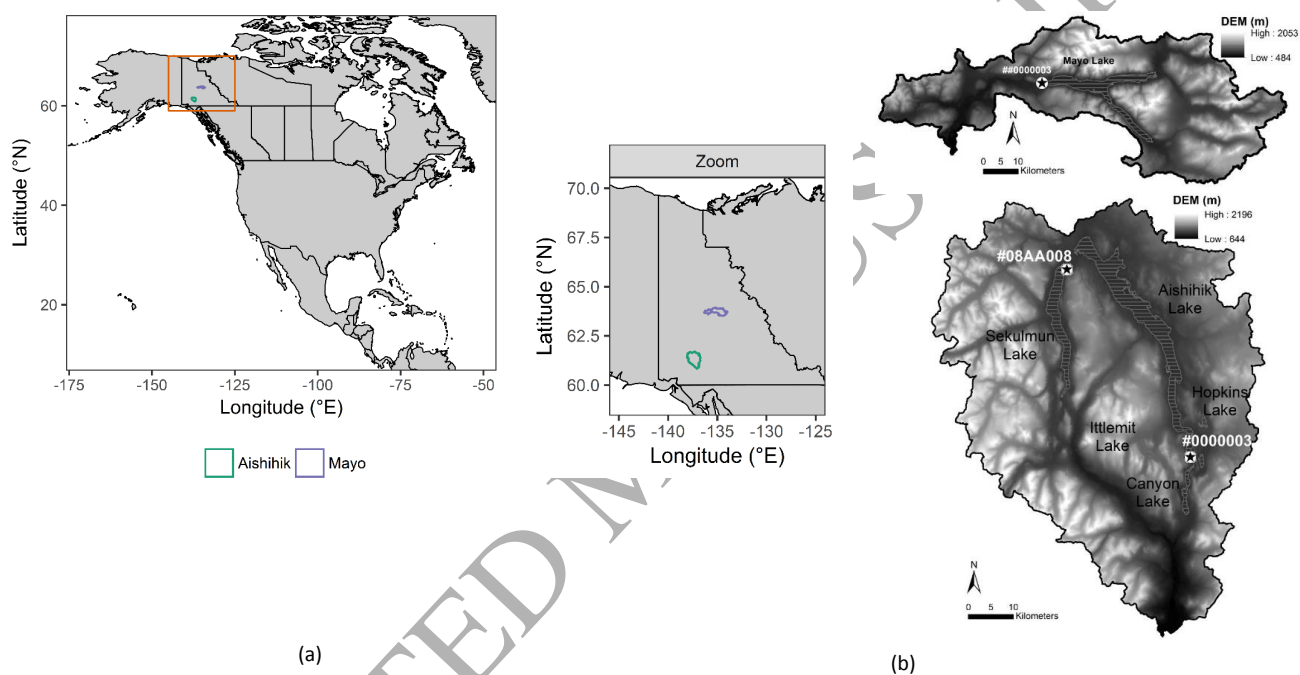 Latitude (°N)
60
40
20
-175
-150
-125
-100
-75
-50
Longitude (°E)
Aishihik
Mayo
(a)
Zoom
Latitude (°N)
70.0
67.5
65.0
62.5
60.0
-145
-140
-135
-130
-125
Longitude (°E)
DEM (m)
High : 2053
Low : 484
Mayo Lake
##0000003
N
0 5 10
Kilometers
DEM (m)
High : 2196
Low : 644
#08AA008
Aishihik
Lake
Sekulmun
Lake
Hopkins
Lake
Ittlemit
Lake
#0000003
Canyon
Lake
N
0 5 10
Kilometers
(b)